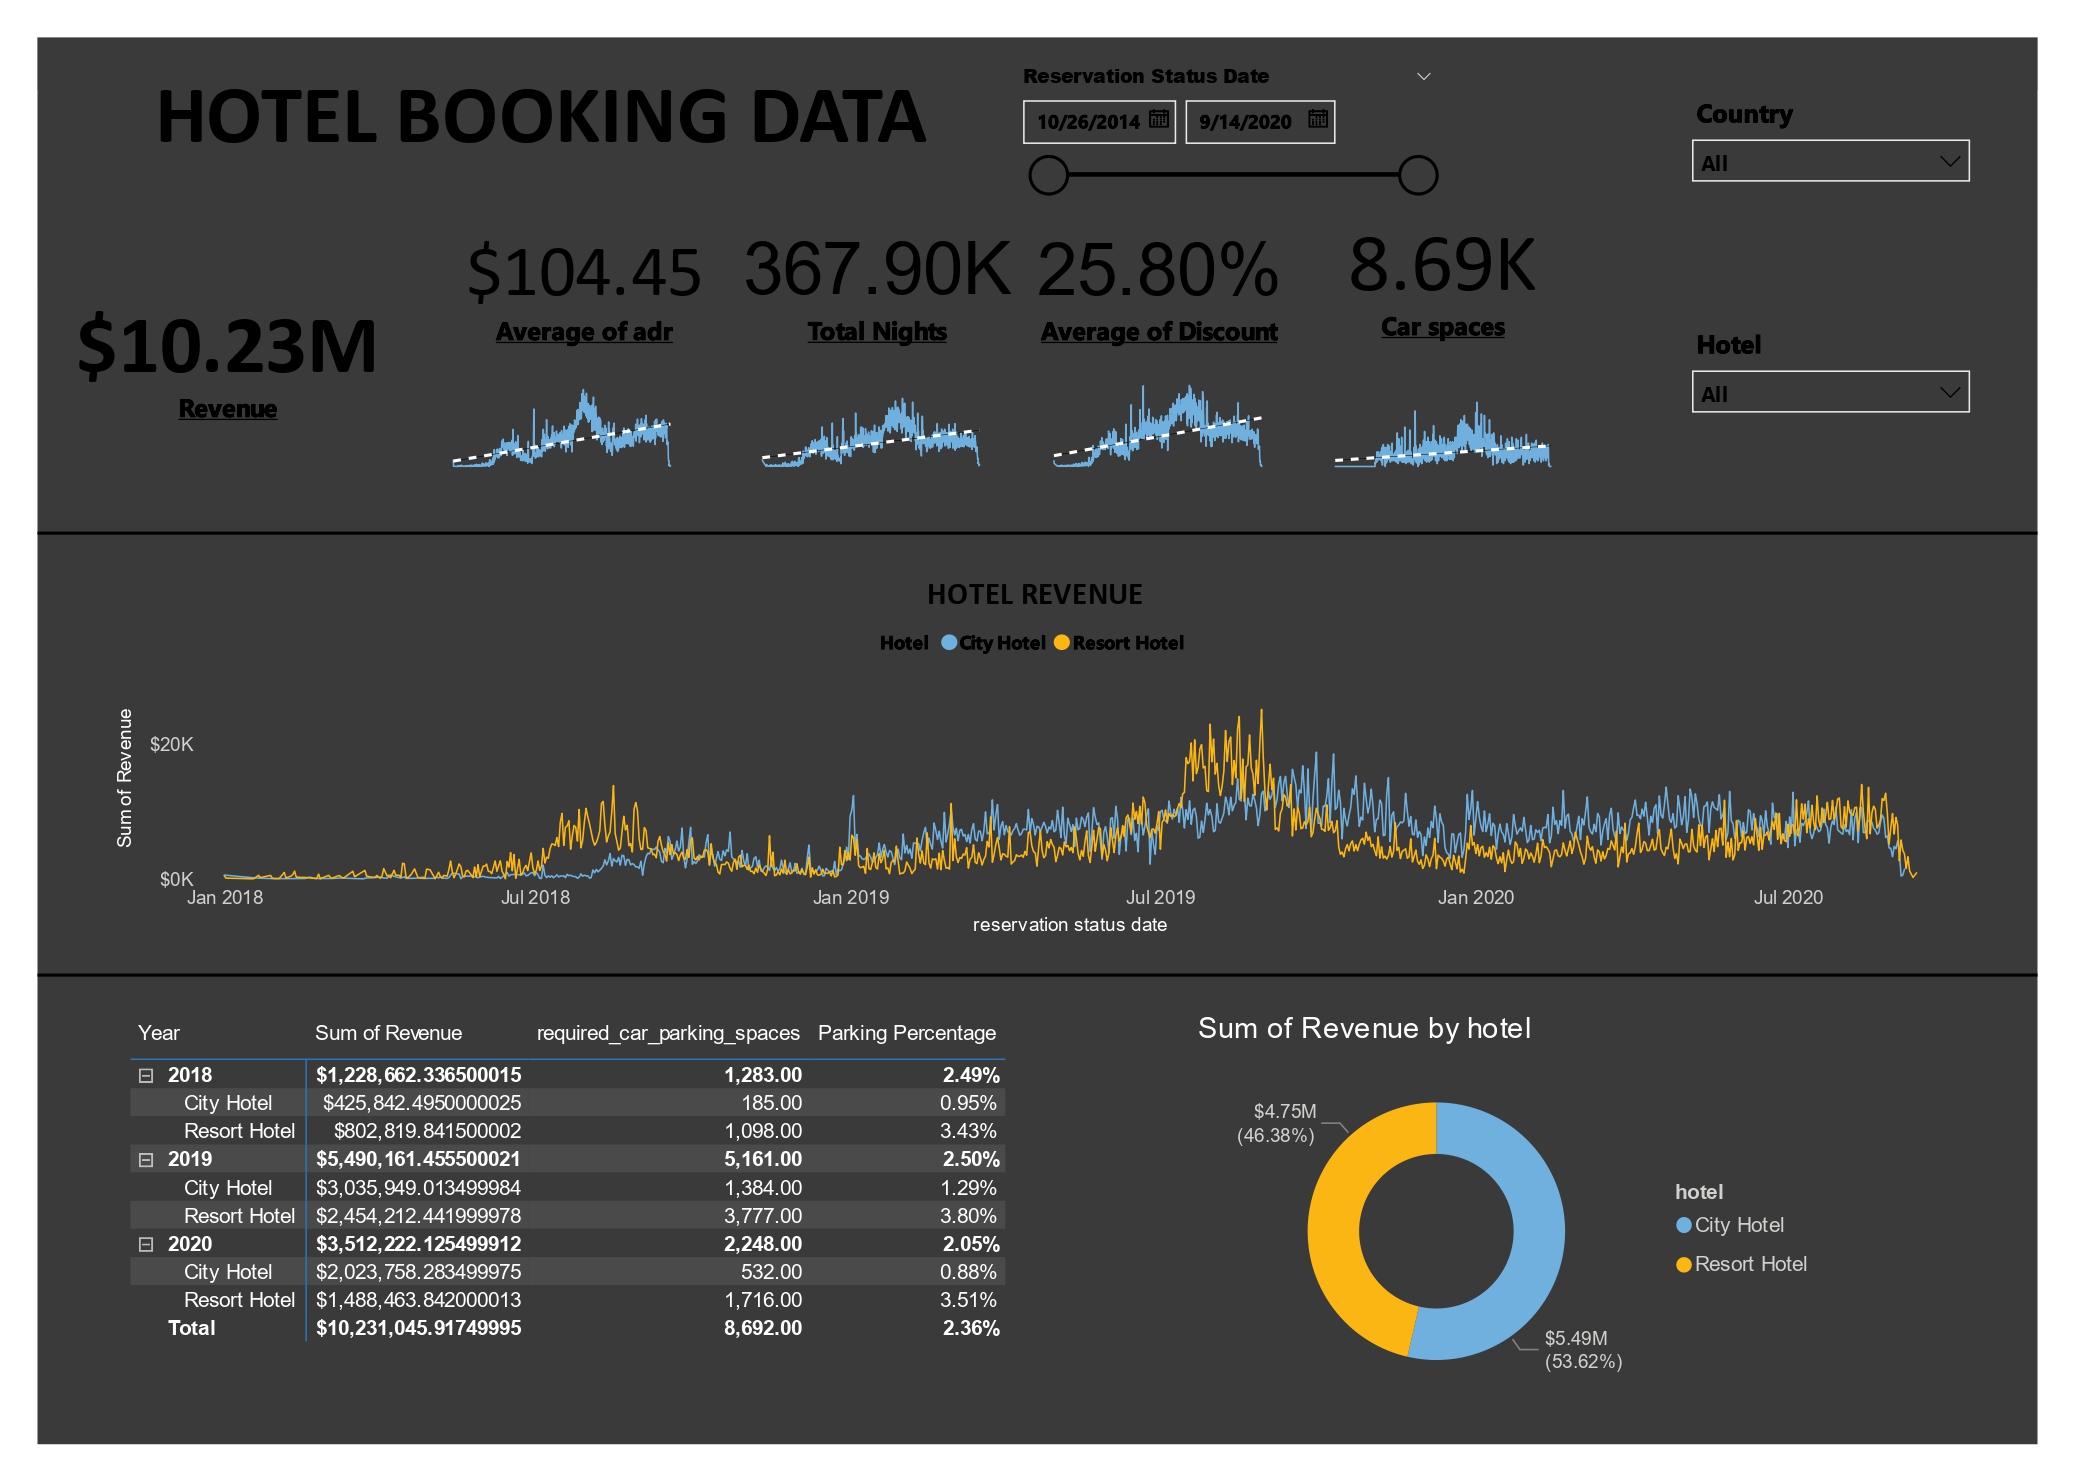 HOTEL BOOKING DATA
Reservation Status Date
10/26/2014 9/14/2020
Country
All
$10.23M
Revenue
$104.45
Average of adr
367.90K
Total Nights
25.80%
Average of Discount
8.69K
Car spaces
Hotel
All
HOTEL REVENUE
Hotel City Hotel Resort Hotel
Sum of Revenue
$20K
$0K
Jan 2018 Jul 2018 Jan 2019 Jul 2019 Jan 2020 Jul 2020
reservation status date
Year Sum of Revenue required_car_parking_spaces Parking Percentage
2018 $1,228,662.336500015 1,283.00 2.49%
City Hotel $425,842.4950000025 185.00 0.95%
Resort Hotel $802,819.841500002 1,098.00 3.43%
2019 $5,490,161.455500021 5,161.00 2.50%
City Hotel $3,035,949.013499984 1,384.00 1.29%
Resort Hotel $2,454,212.441999978 3,777.00 3.80%
2020 $3,512,222.125499912 2,248.00 2.05%
City Hotel $2,023,758.283499975 532.00 0.88%
Resort Hotel $1,488,463.842000013 1,716.00 3.51%
Total $10,231,045.91749995 8,692.00 2.36%
Sum of Revenue by hotel
$4.75M
(46.38%)
$5.49M
(53.62%)
hotel
City Hotel
Resort Hotel